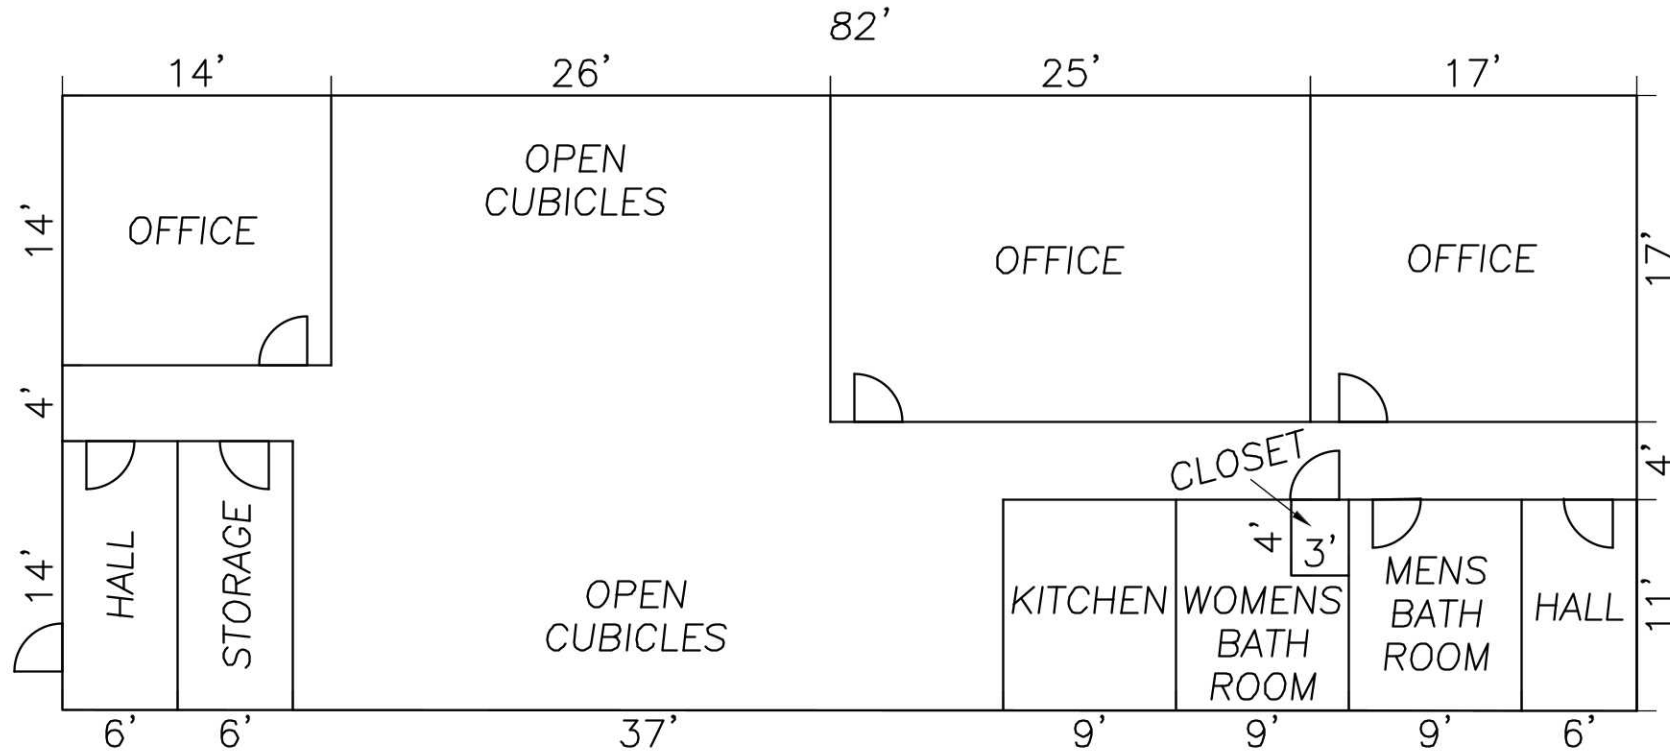 82'
14'
26'
25'
17'
OPEN
CUBICLES
OFFICE
OFFICE
OFFICE
14'
17'
4'
4'
CLOSET
4'
3'
14'
HALL
STORAGE
OPEN
CUBICLES
KITCHEN
WOMENS
BATH
ROOM
MENS
BATH
ROOM
HALL
11'
6'
6'
37'
9'
9'
9'
6'